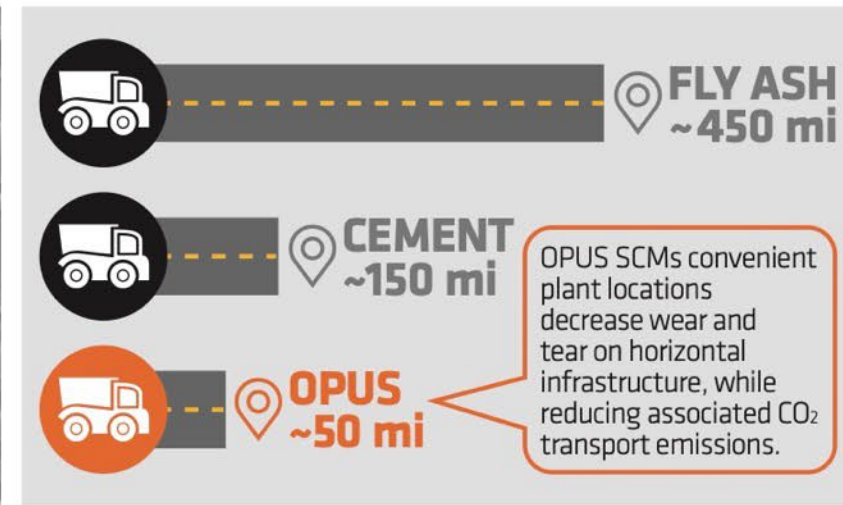 FLY ASH
~450 mi
CEMENT
~150 mi
OPUS
~50 mi
OPUS SCMs convenient
plant locations
decrease wear and
tear on horizontal
infrastructure, while
reducing associated CO₂
transport emissions.